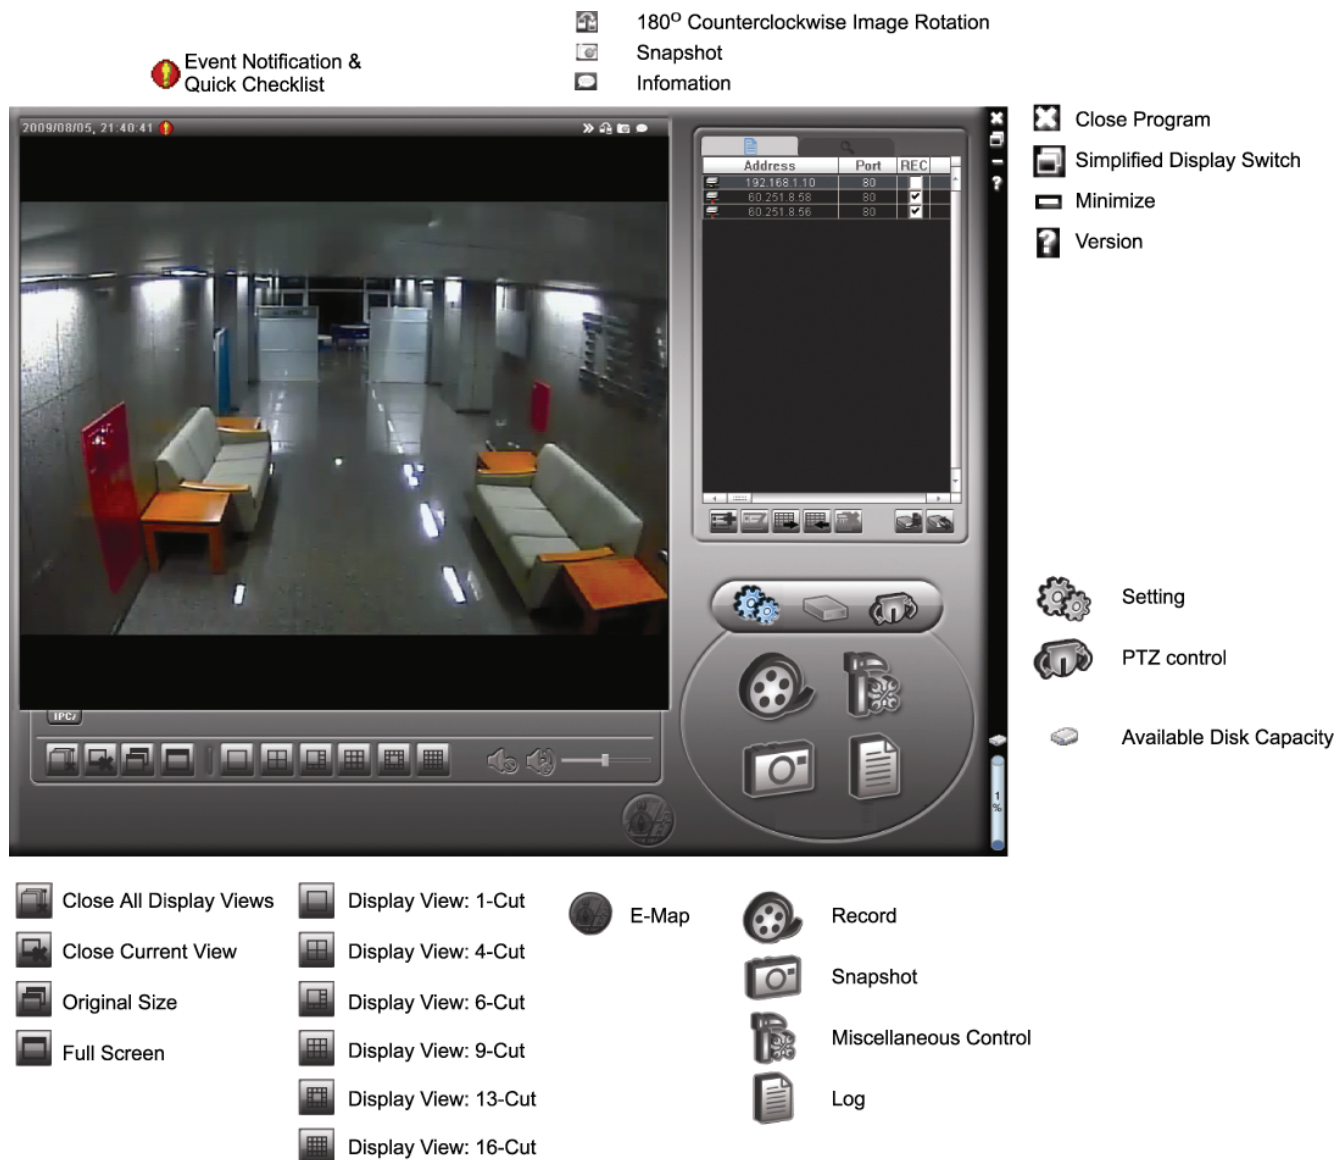 180° Counterclockwise Image Rotation
Snapshot
Infomation
Event Notification &
Quick Checklist
2009/08/05, 21:40:41
Address Port REC
192.168.1.10 80
60.251.8.58 80
60.251.8.56 80
Close Program
Simplified Display Switch
Minimize
Version
Setting
PTZ control
Available Disk Capacity
1
%
Close All Display Views
Close Current View
Original Size
Full Screen
Display View: 1-Cut
Display View: 4-Cut
Display View: 6-Cut
Display View: 9-Cut
Display View: 13-Cut
Display View: 16-Cut
E-Map
Record
Snapshot
Miscellaneous Control
Log